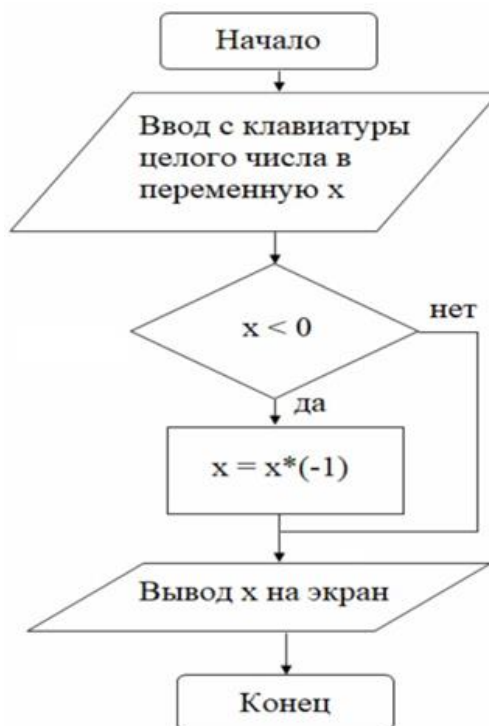 Начало
Ввод с клавиатуры
целого числа в
переменную x
x < 0
нет
да
x = x*(-1)
Вывод x на экран
Конец